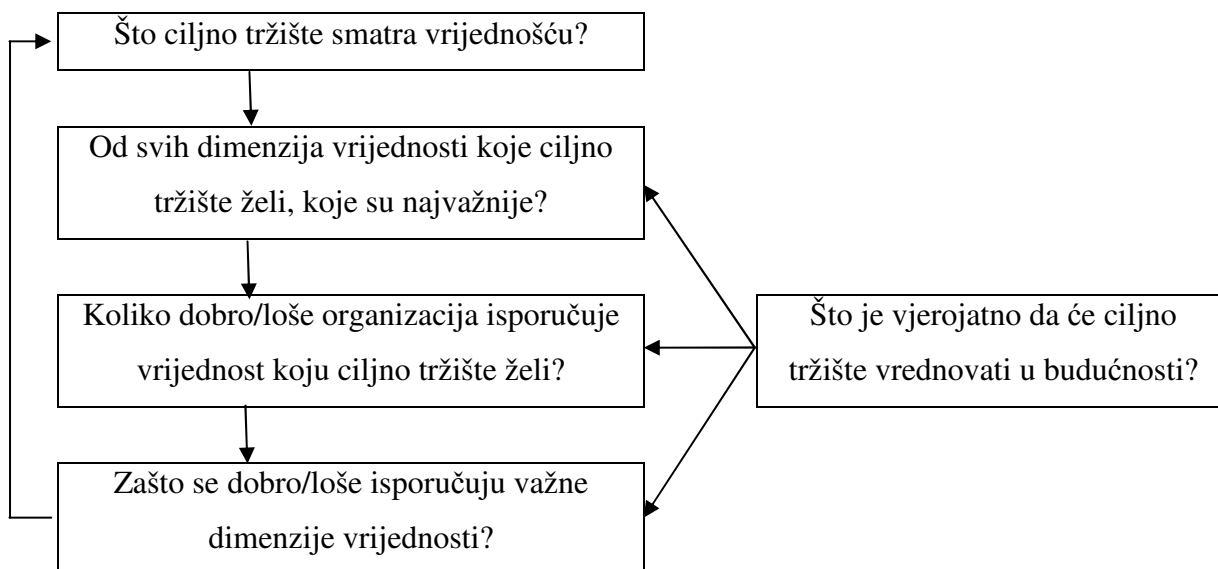 Što ciljno tržište smatra vrijednošću?
Od svih dimenzija vrijednosti koje ciljno
tržište želi, koje su najvažnije?
Koliko dobro/loše organizacija isporučuje
vrijednost koju ciljno tržište želi?
Što je vjerojatno da će ciljno
tržište vrednovati u budućnosti?
Zašto se dobro/loše isporučuju važne
dimenzije vrijednosti?